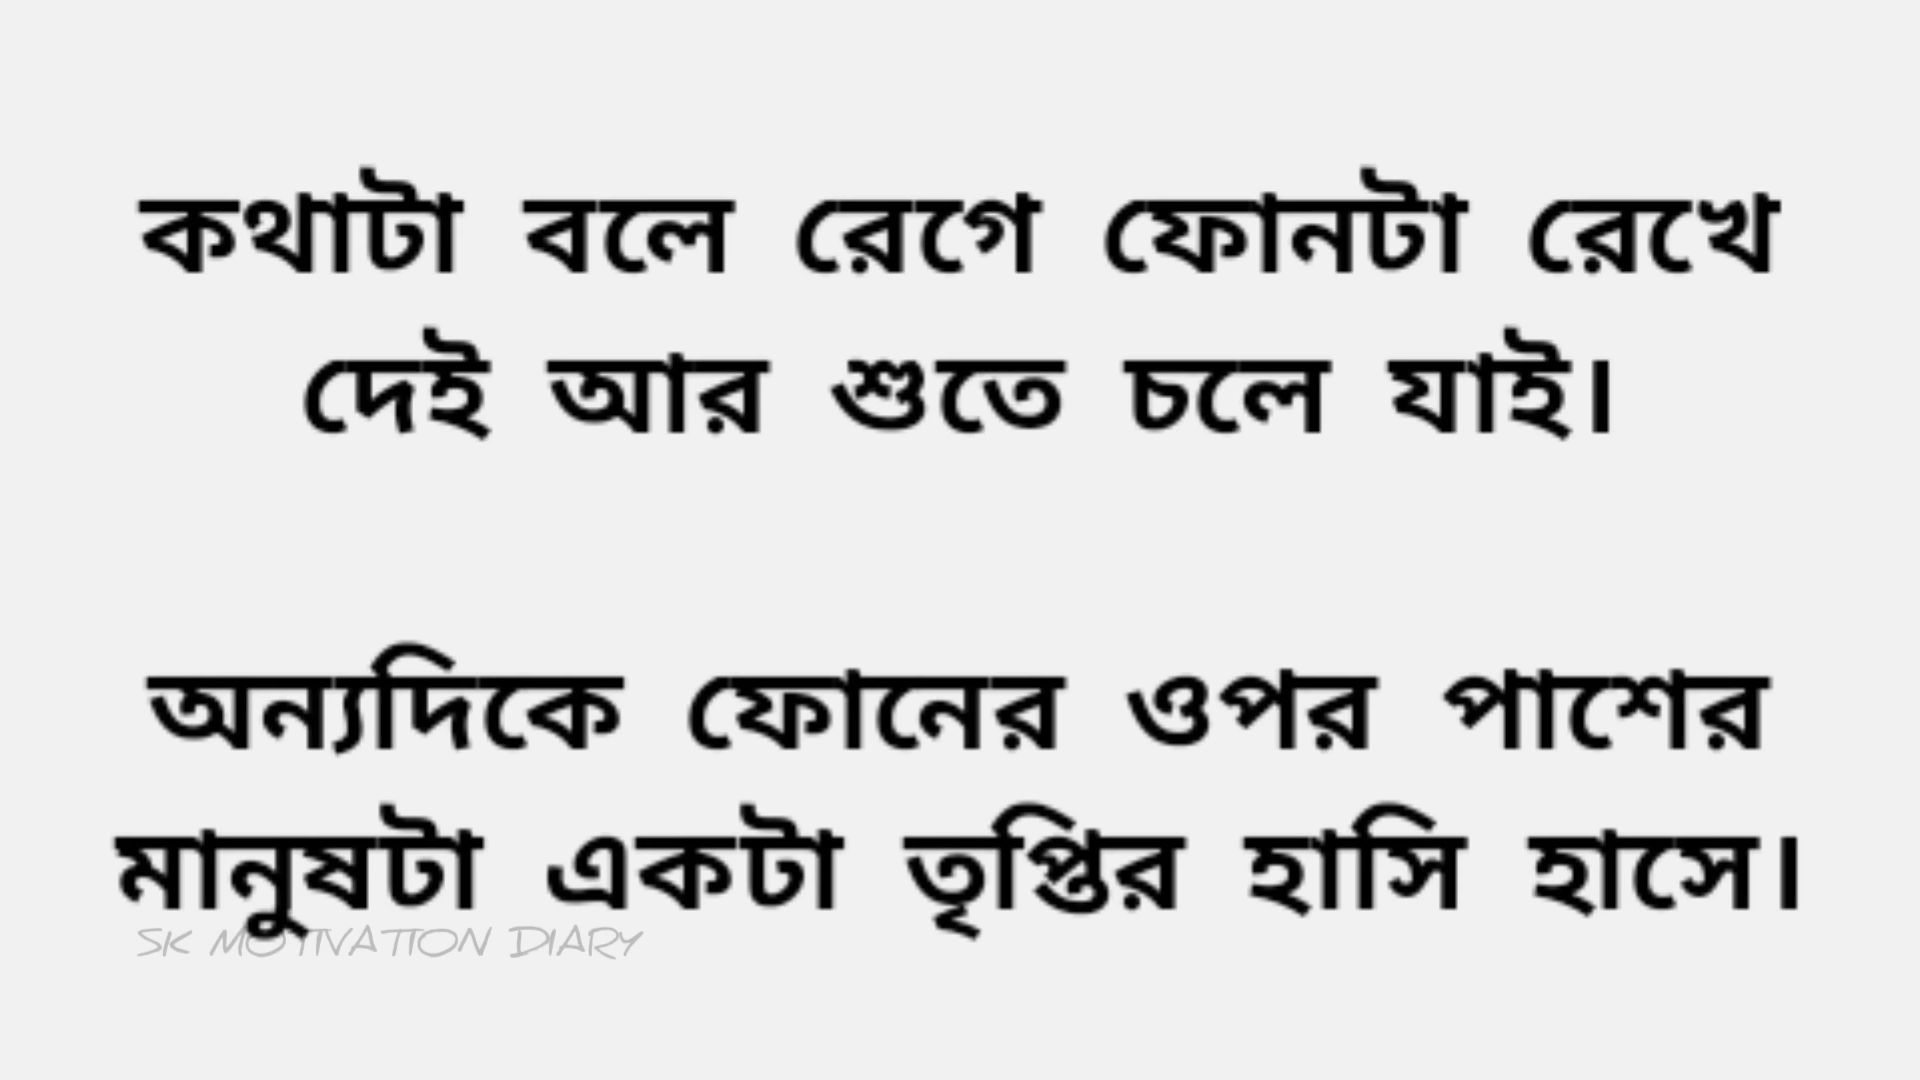 কথাটা বলে রেগে ফোনটা রেখে
দেই আর শুতে চলে যাই।
অন্যদিকে ফোনের ওপর পাশের
মানুষটা একটা তৃপ্তির হাসি হাসে।
SK MOTIVATION DIARY